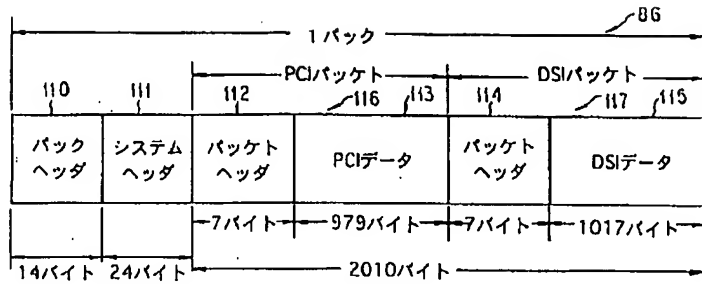 86
1パック
PCIパケット
DSIパケット
110
111
112
116
113
114
117
115
パック
ヘッダ
システム
ヘッダ
パケット
ヘッダ
PCIデータ
パケット
ヘッダ
DSIデータ
7バイト
979バイト
7バイト
1017バイト
14バイト
24バイト
2010バイト